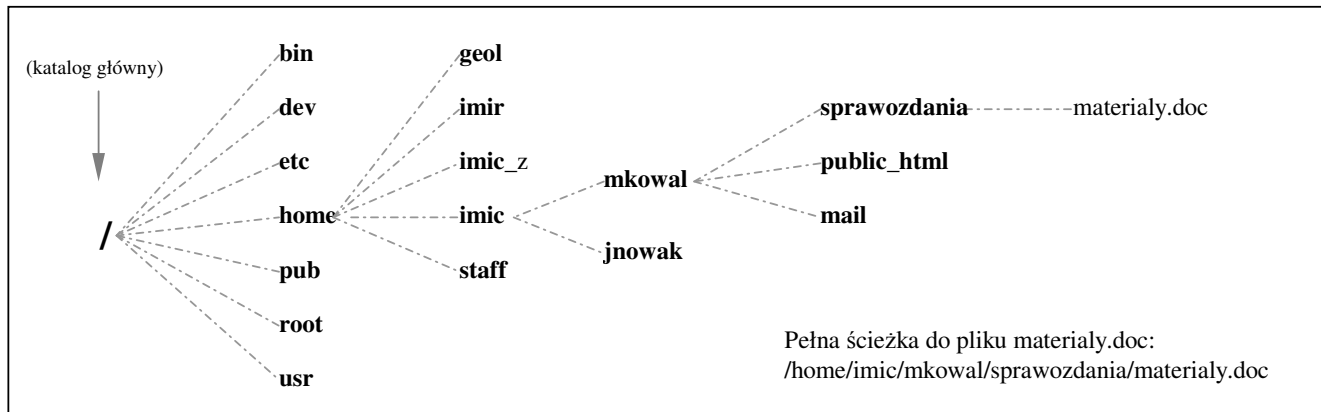 (katalog główny)
/
bin
dev
etc
home
pub
root
usr
geol
imir
imic_z
imic
staff
mkowal
jnowak
sprawozdania
public_html
mail
materialy.doc
Pełna ścieżka do pliku materialy.doc:
/home/imic/mkowal/sprawozdania/materialy.doc